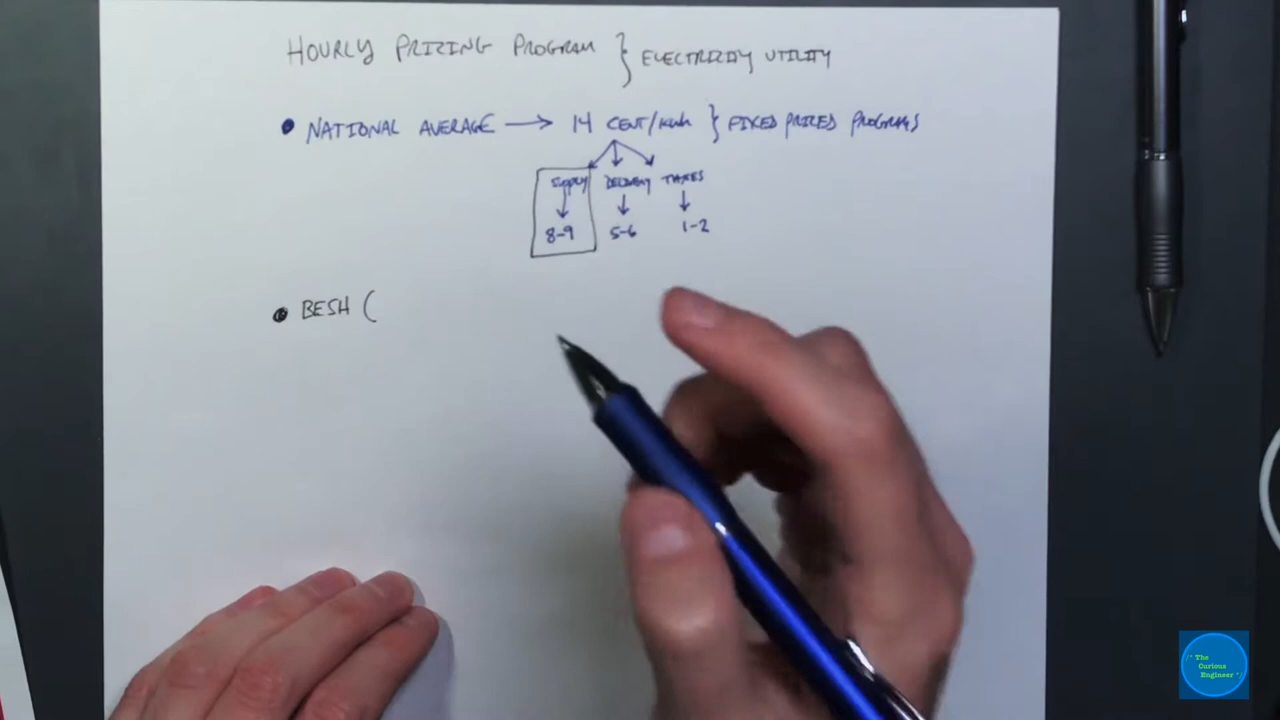 HOURLY PRICING PROGRAM } ELECTRICITY UTILITY
• NATIONAL AVERAGE → 14 CENT/kWh } FIXED PRICED PROGRAMS
SUPPLY DELIVERY TAXES
8-9 5-6 1-2
• BESH (
/* The
Curious
Engineer */